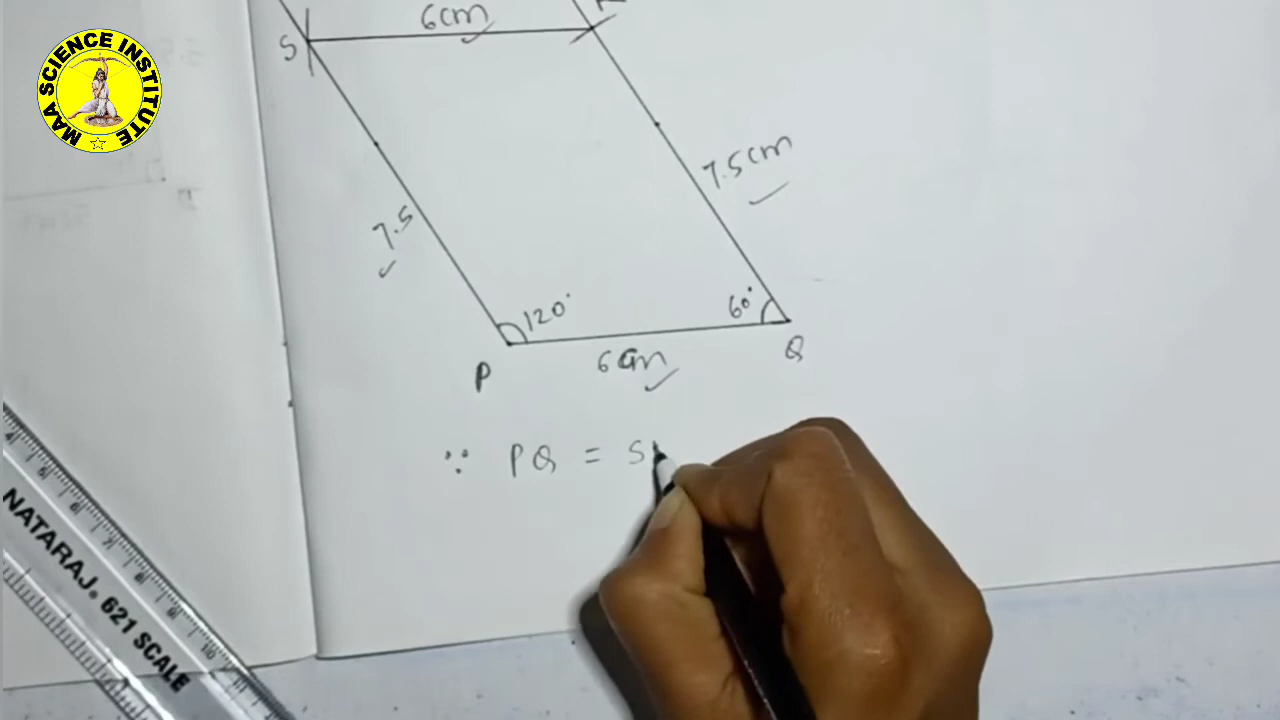 MAA SCIENCE INSTITUTE
6cm
S
7.5cm
7.5
120°
60°
6cm
P
Q
∵ PQ = S
NATARAJ® 621 SCALE